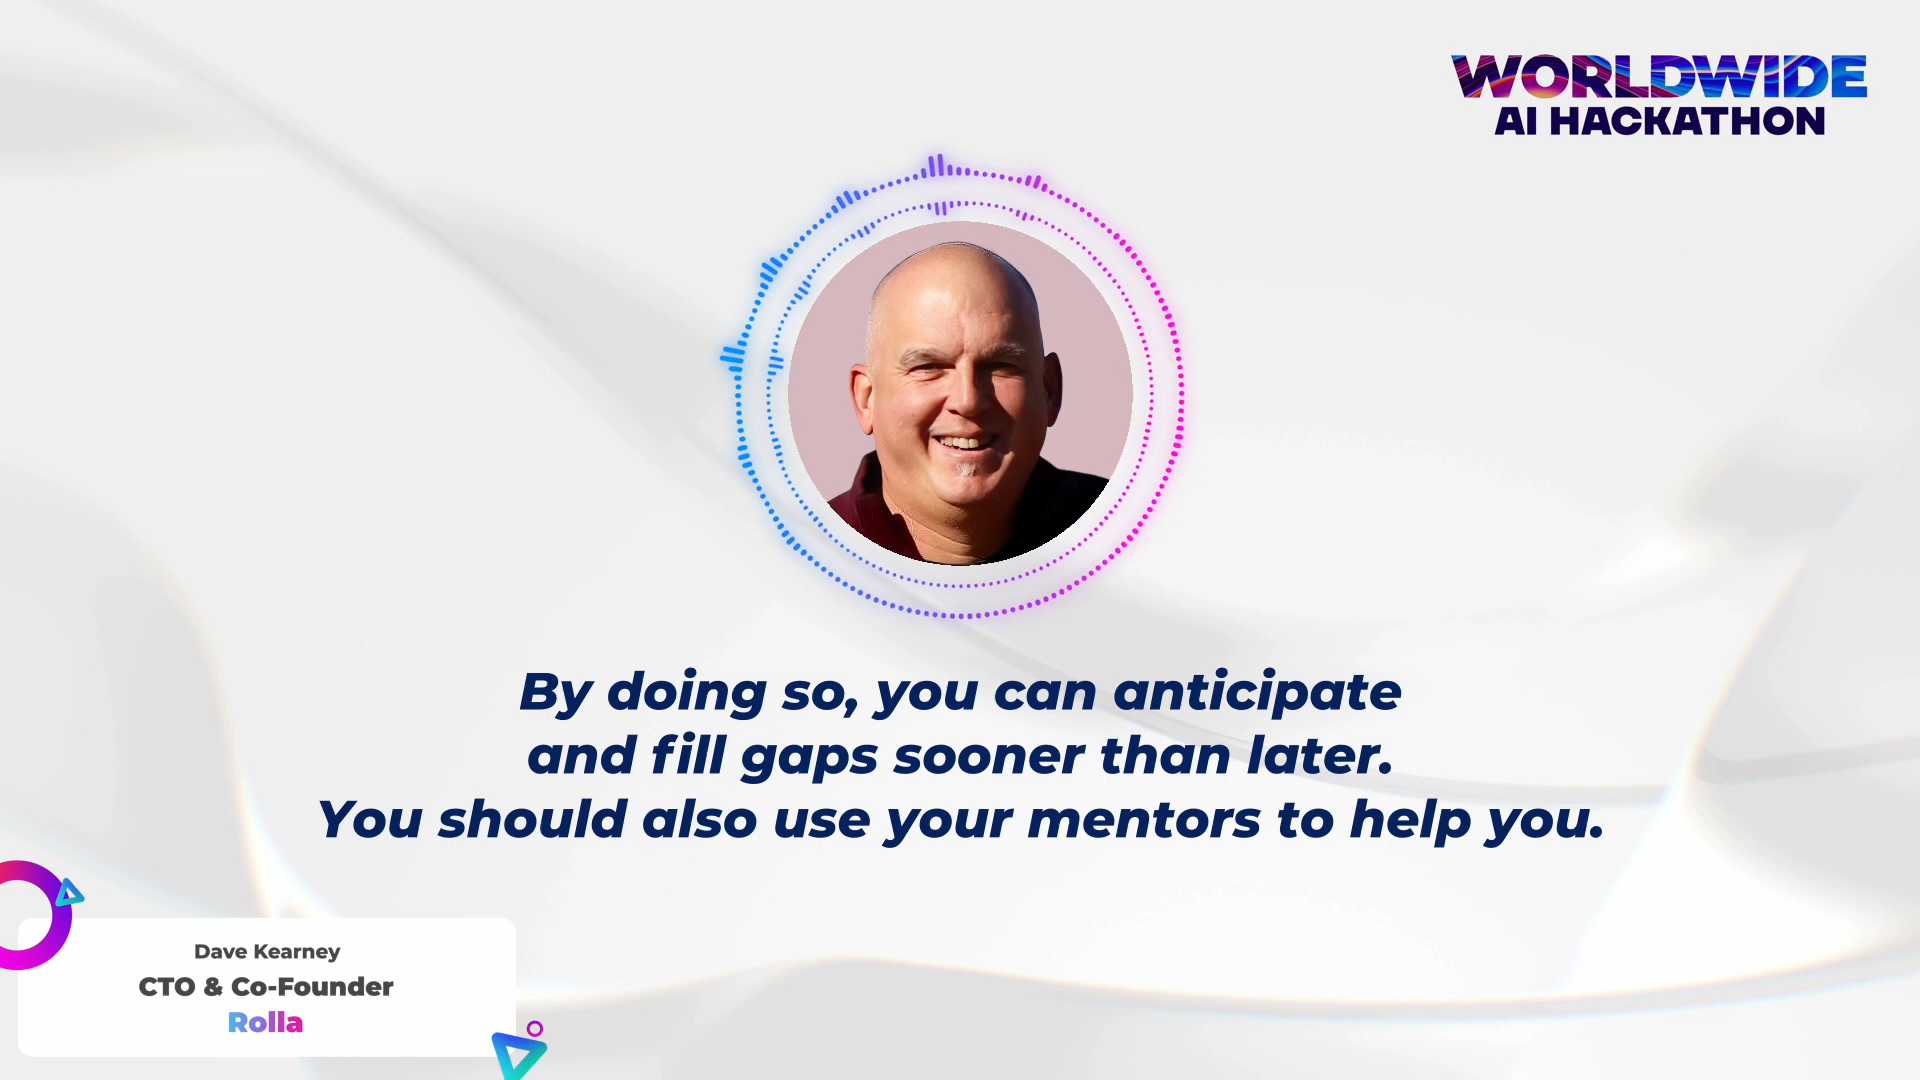 WORLDWIDE
AI HACKATHON
By doing so, you can anticipate
and fill gaps sooner than later.
You should also use your mentors to help you.
Dave Kearney
CTO & Co-Founder
Rolla